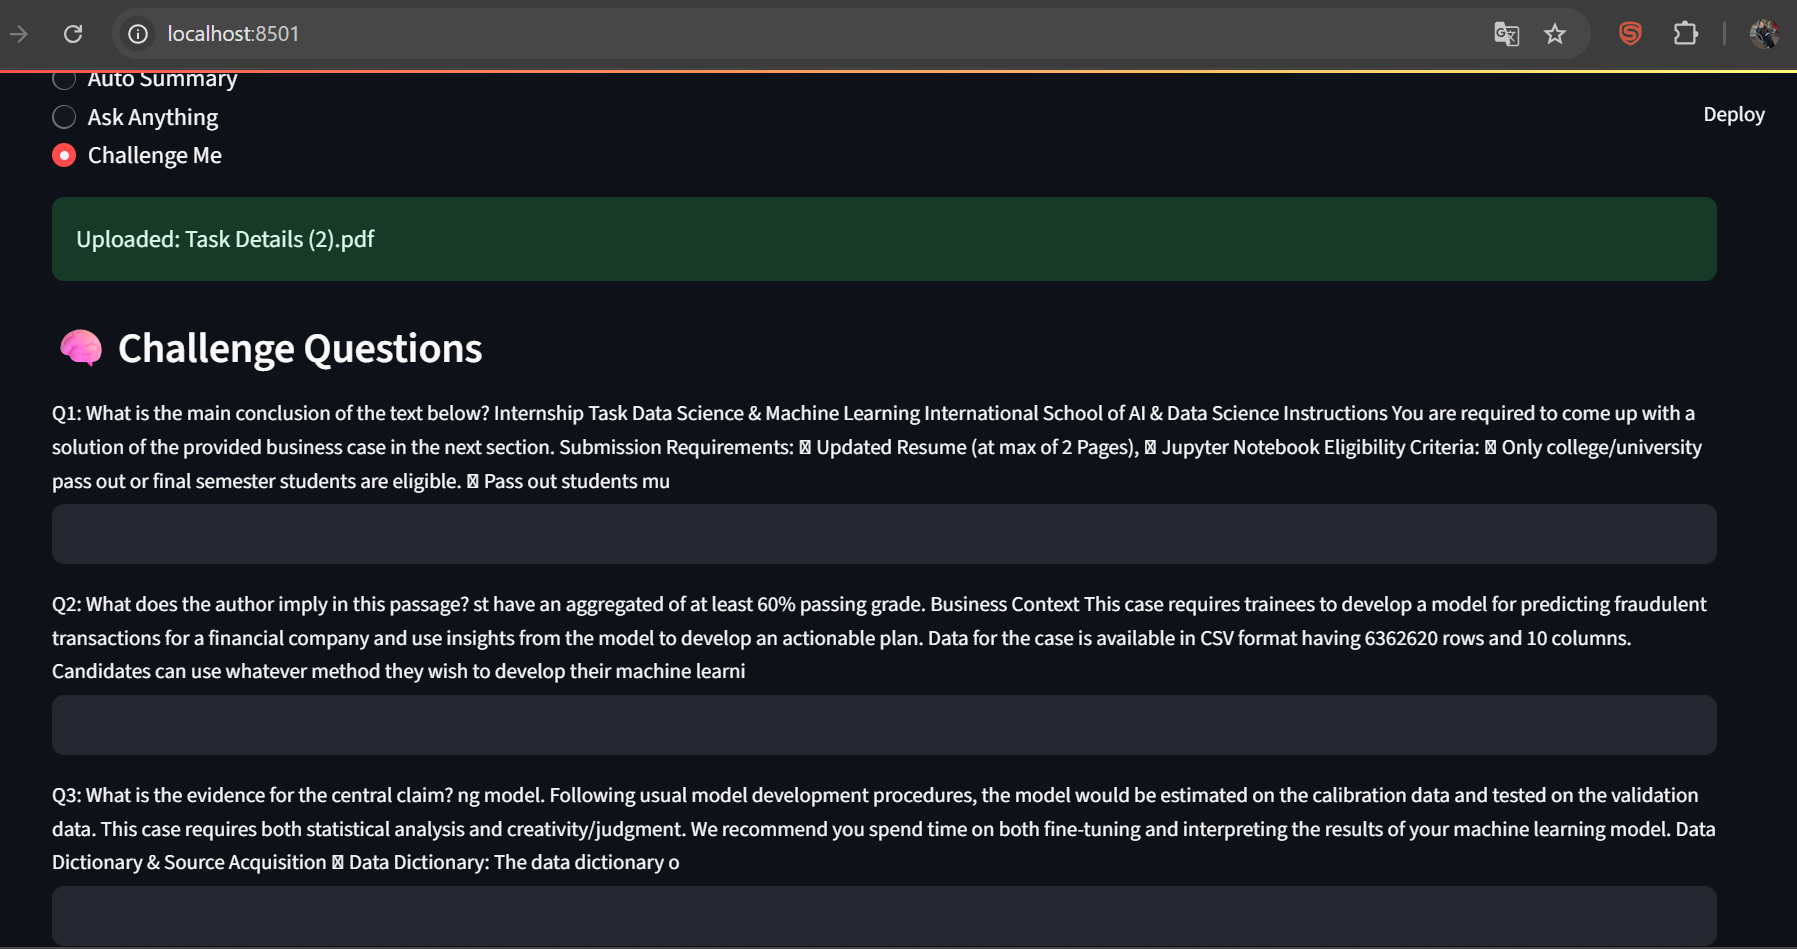 localhost:8501
Auto Summary
Ask Anything
Deploy
Challenge Me
Uploaded: Task Details (2).pdf
Challenge Questions
Q1: What is the main conclusion of the text below? Internship Task Data Science & Machine Learning International School of AI & Data Science Instructions You are required to come up with a
solution of the provided business case in the next section. Submission Requirements: Updated Resume (at max of 2 Pages), Jupyter Notebook Eligibility Criteria: Only college/university
pass out or final semester students are eligible. Pass out students mu
Q2: What does the author imply in this passage? st have an aggregated of at least 60% passing grade. Business Context This case requires trainees to develop a model for predicting fraudulent
transactions for a financial company and use insights from the model to develop an actionable plan. Data for the case is available in CSV format having 6362620 rows and 10 columns.
Candidates can use whatever method they wish to develop their machine learni
Q3: What is the evidence for the central claim? ng model. Following usual model development procedures, the model would be estimated on the calibration data and tested on the validation
data. This case requires both statistical analysis and creativity/judgment. We recommend you spend time on both fine-tuning and interpreting the results of your machine learning model. Data
Dictionary & Source Acquisition Data Dictionary: The data dictionary o